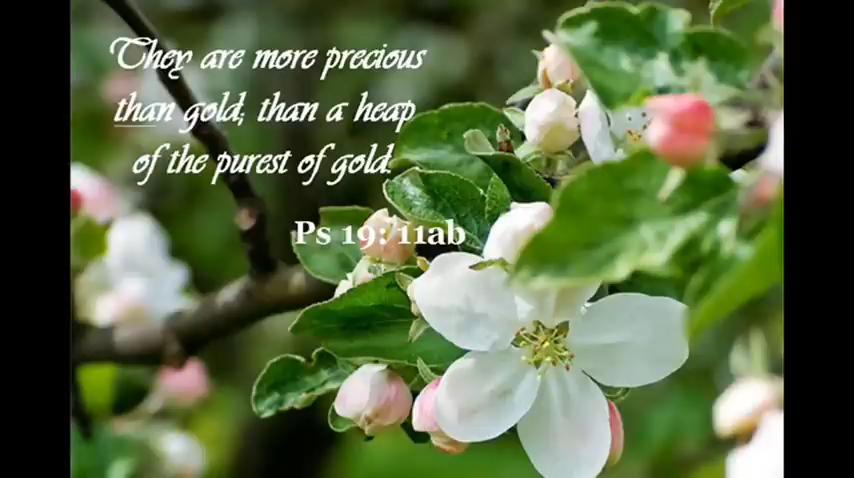 They are more precious
than gold, than a heap
of the purest of gold.
Ps 19: 11ab